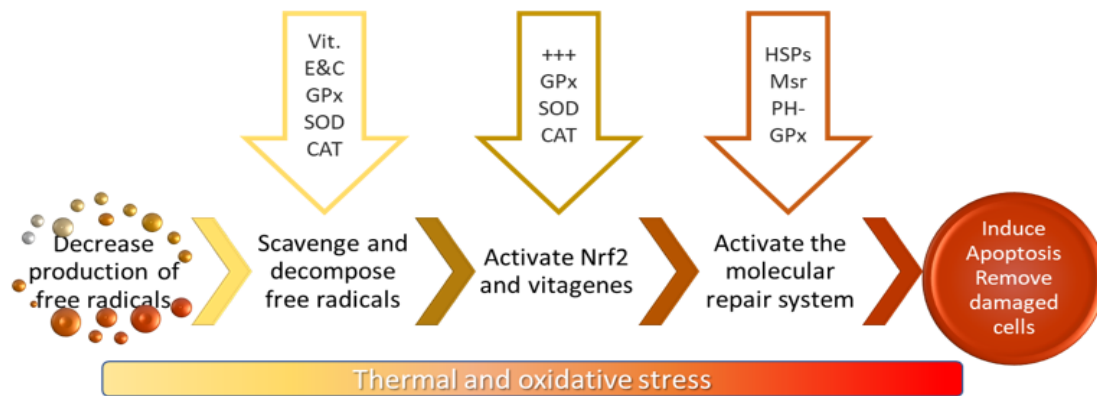 Vit.
E&C
GPx
SOD
CAT
+++
GPx
SOD
CAT
HSPs
Msr
PH-
GPx
Decrease
production of
free radicals
Scavenge and
decompose
free radicals
Activate Nrf2
and vitagenes
Activate the
molecular
repair system
Induce
Apoptosis
Remove
damaged
cells
Thermal and oxidative stress